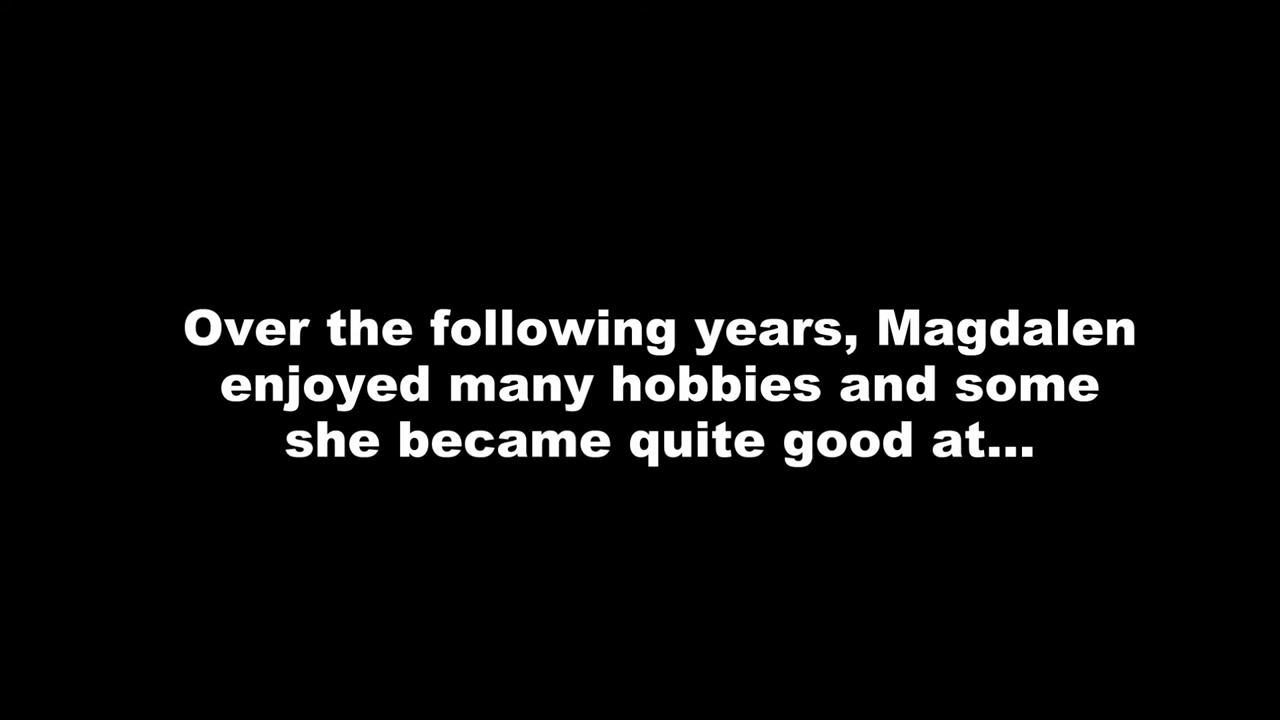 Over the following years, Magdalen
enjoyed many hobbies and some
she became quite good at...